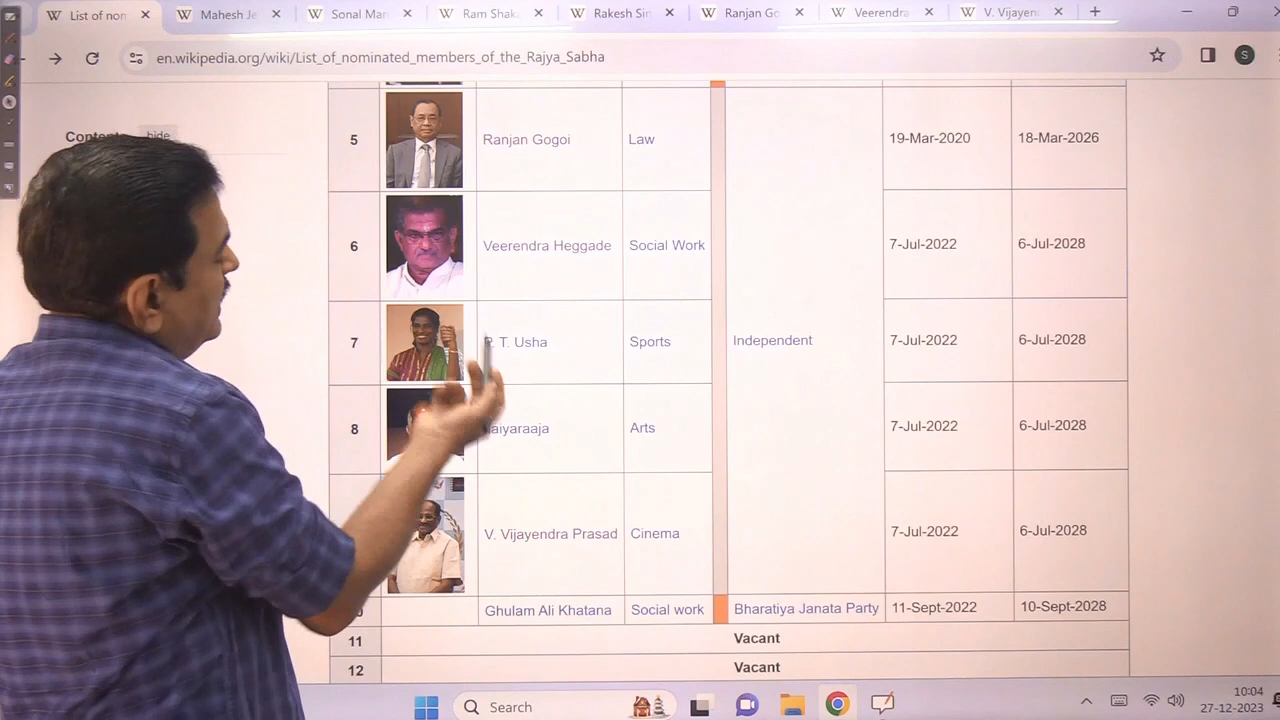 List of non
Mahesh Je
Sonal Man
Ram Shak
Rakesh Sin
Ranjan Go
Veerendra
V. Vijayen
en.wikipedia.org/wiki/List_of_nominated_members_of_the_Rajya_Sabha
S
Contents hide
5 Ranjan Gogoi Law 19-Mar-2020 18-Mar-2026
6 Veerendra Heggade Social Work 7-Jul-2022 6-Jul-2028
7 P. T. Usha Sports Independent 7-Jul-2022 6-Jul-2028
8 Ilaiyaraaja Arts 7-Jul-2022 6-Jul-2028
V. Vijayendra Prasad Cinema 7-Jul-2022 6-Jul-2028
Ghulam Ali Khatana Social work Bharatiya Janata Party 11-Sept-2022 10-Sept-2028
11 Vacant
12 Vacant
Search
10:04
27-12-2023